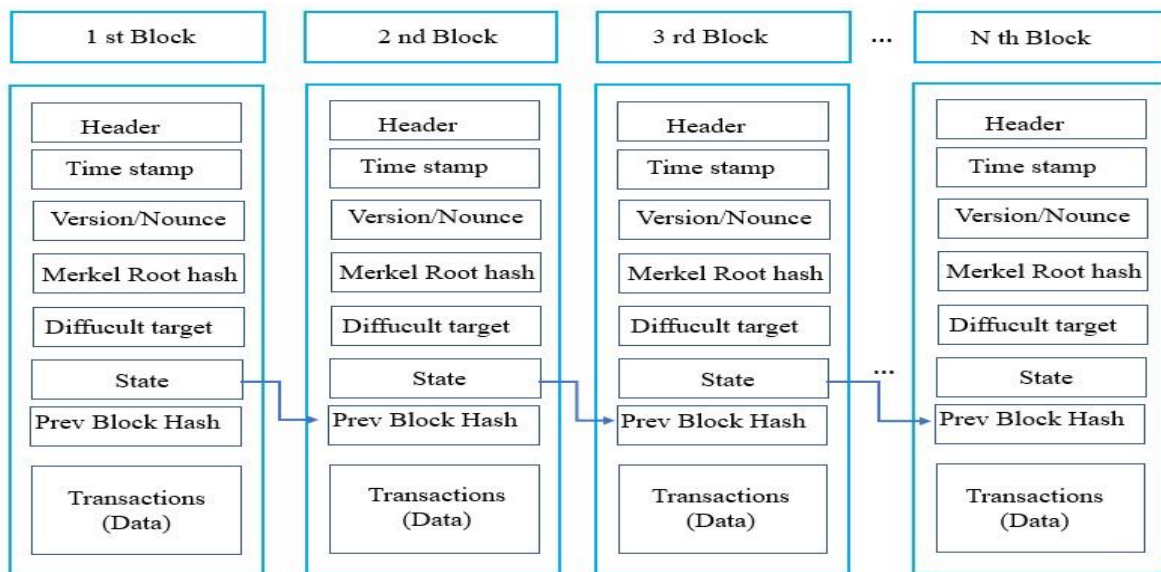 1 st Block
2 nd Block
3 rd Block
...
N th Block
Header
Time stamp
Version/Nounce
Merkel Root hash
Diffucult target
State
Prev Block Hash
Transactions
(Data)
Header
Time stamp
Version/Nounce
Merkel Root hash
Diffucult target
State
Prev Block Hash
Transactions
(Data)
Header
Time stamp
Version/Nounce
Merkel Root hash
Diffucult target
State
Prev Block Hash
Transactions
(Data)
...
Header
Time stamp
Version/Nounce
Merkel Root hash
Diffucult target
State
Prev Block Hash
Transactions
(Data)